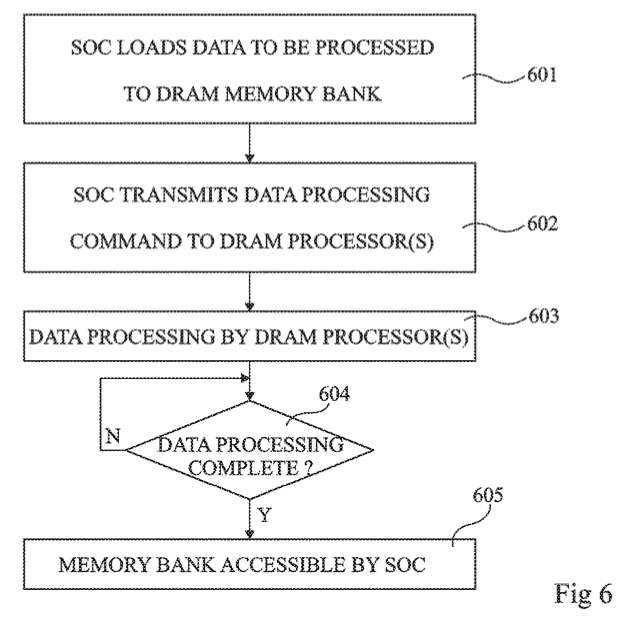 SOC LOADS DATA TO BE PROCESSED
TO DRAM MEMORY BANK
601
SOC TRANSMITS DATA PROCESSING
COMMAND TO DRAM PROCESSOR(S)
602
DATA PROCESSING BY DRAM PROCESSOR(S)
603
604
N
DATA PROCESSING
COMPLETE ?
Y
605
MEMORY BANK ACCESSIBLE BY SOC
Fig 6